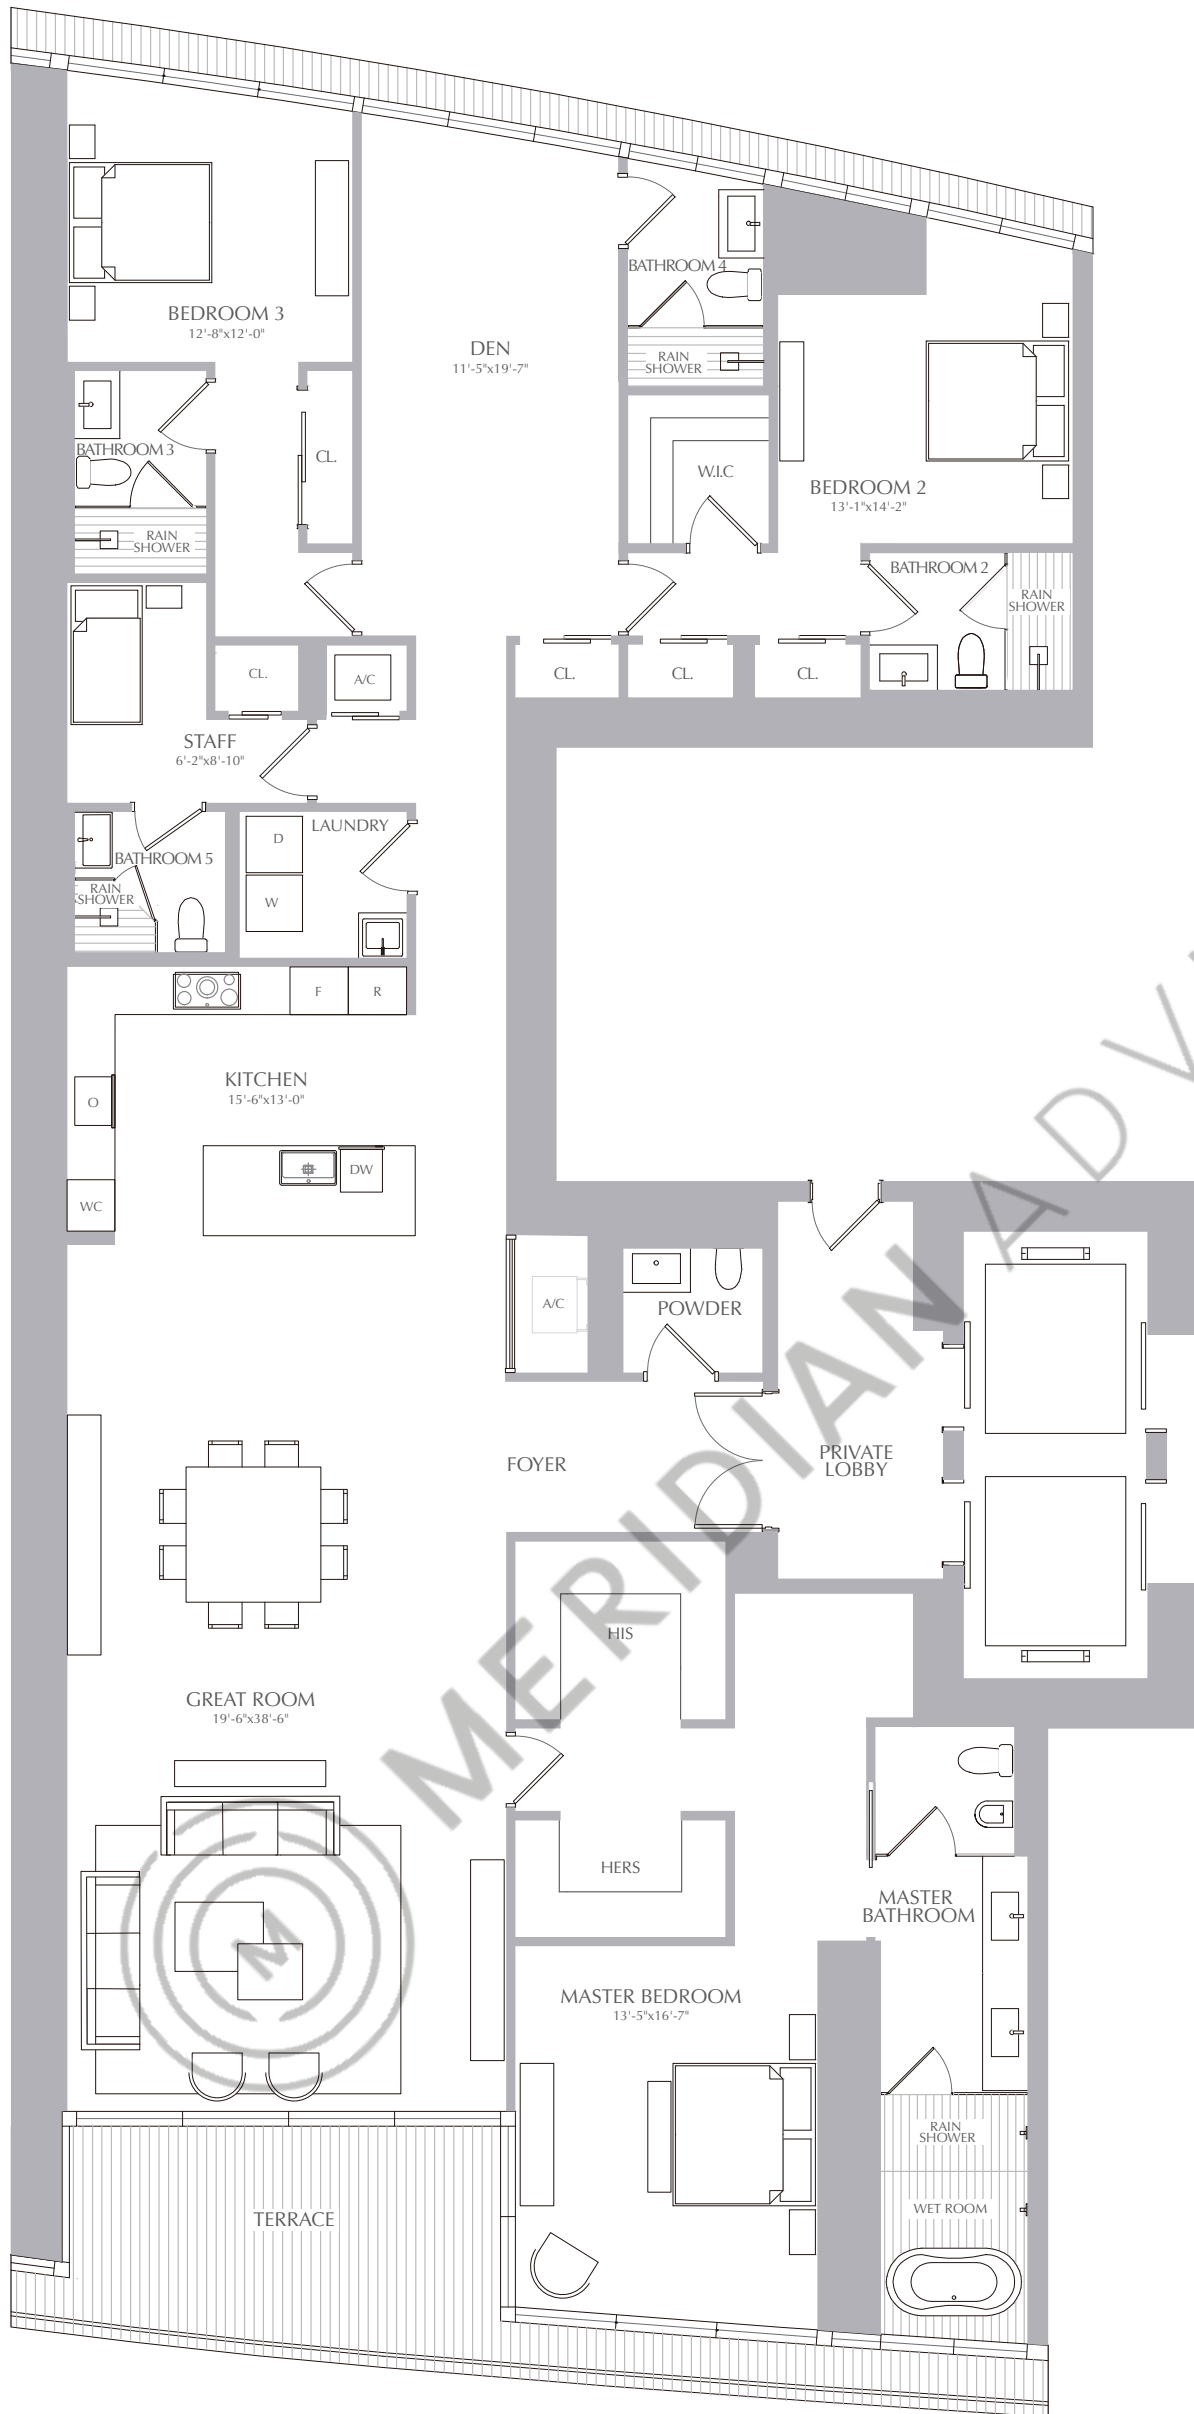 BATHROOM 4
BEDROOM 3
12'-8"x12'-0"
DEN
11'-5"x19'-7"
RAIN
SHOWER
BATHROOM 3
CL.
W.I.C
BEDROOM 2
13'-1"x14'-2"
RAIN
SHOWER
BATHROOM 2
RAIN
SHOWER
CL.
A/C
CL.
CL.
CL.
STAFF
6'-2"x8'-10"
LAUNDRY
D
BATHROOM 5
RAIN
SHOWER
W
F
R
KITCHEN
15'-6"x13'-0"
O
DW
WC
A/C
POWDER
FOYER
PRIVATE
LOBBY
HIS
GREAT ROOM
19'-6"x38'-6"
HERS
MASTER
BATHROOM
MASTER BEDROOM
13'-5"x16'-7"
RAIN
SHOWER
WET ROOM
TERRACE
M
MERIDIAN ADV